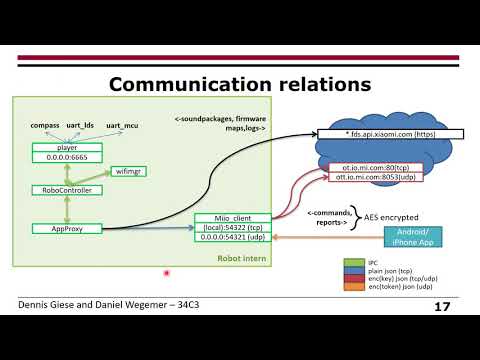 Communication relations
compass uart_lds uart_mcu
<-soundpackages, firmware
maps,logs->
player
0.0.0.0:6665
wifimgr
RoboController
AppProxy
Miio_client
(local):54322 (tcp)
0.0.0.0:54321 (udp)
Robot intern
*.fds.api.xiaomi.com (https)
ot.io.mi.com:80(tcp)
ott.io.mi.com:8053(udp)
<-commands,
reports->
AES encrypted
Android/
iPhone App
IPC
plain json (tcp)
enc(key) json (tcp/udp)
enc(token) json (udp)
Dennis Giese and Daniel Wegemer – 34C3
17